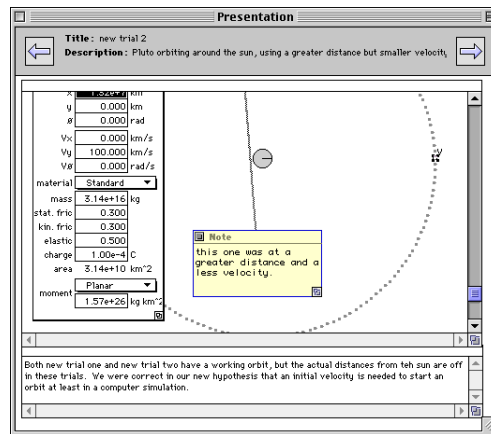 Presentation
Title: new trial 2
Description: Pluto orbiting around the sun, using a greater distance but smaller velocity,
x 1.52e+7 km
y 0.000 km
ø 0.000 rad
Vx 0.000 km/s
Vy 100.000 km/s
Vø 0.000 rad/s
material Standard
mass 3.14e+16 kg
stat. fric 0.300
kin. fric 0.300
elastic 0.500
charge 1.00e-4 C
area 3.14e+10 km^2
moment Planar
1.57e+26 kg km^2
Note
this one was at a
greater distance and a
less velocity.
Both new trial one and new trial two have a working orbit, but the actual distances from teh sun are off
in these trials. We were correct in our new hypothesis that an initial velocity is needed to start an
orbit at least in a computer simulation.